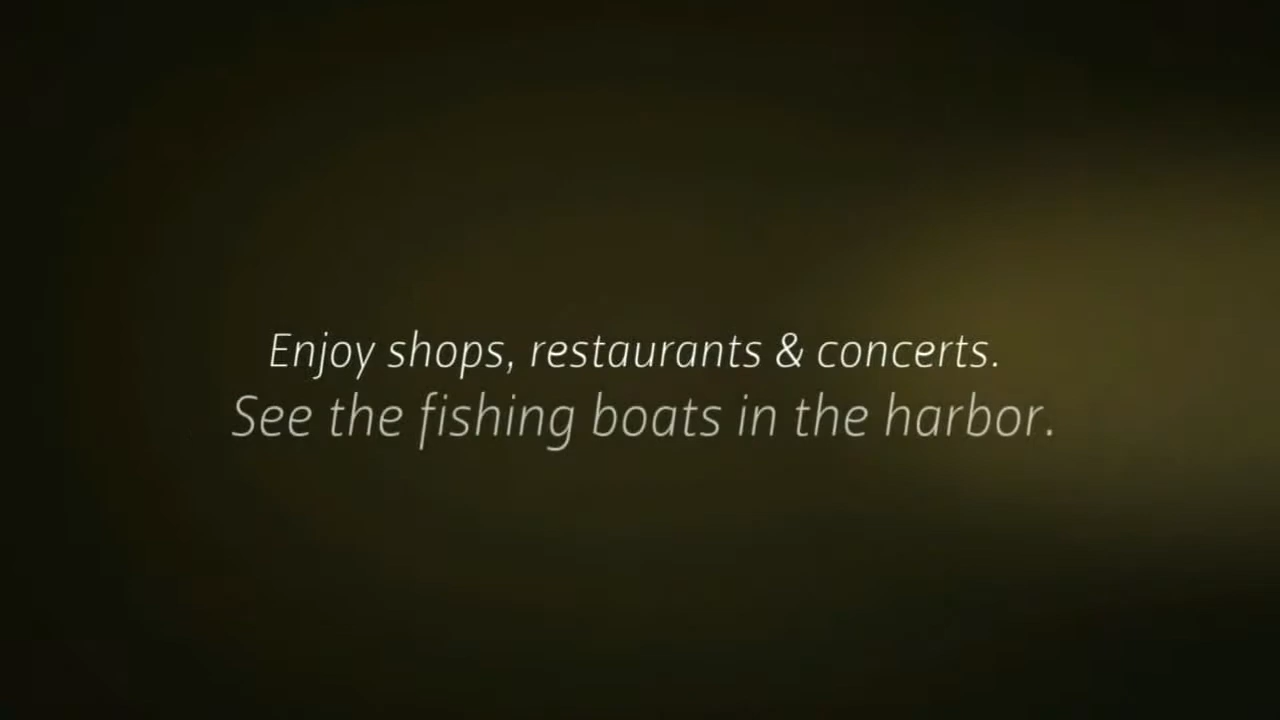 Enjoy shops, restaurants & concerts.
See the fishing boats in the harbor.